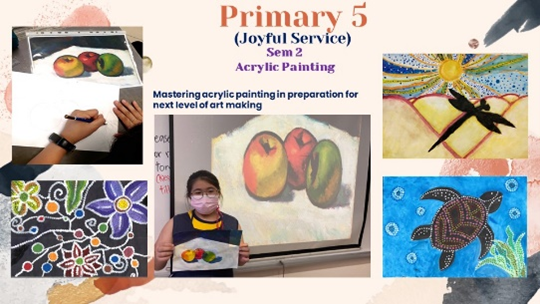 Primary 5
(Joyful Service)
Sem 2
Acrylic Painting
Mastering acrylic painting in preparation for
next level of art making